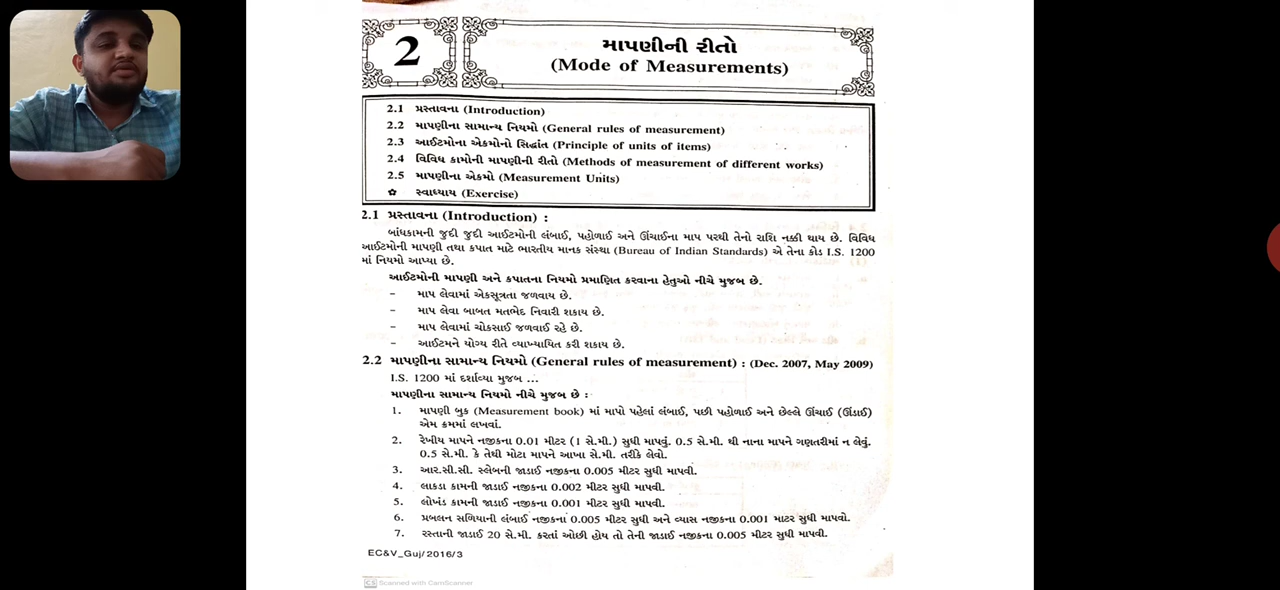 2
માપણીની રીતો
(Mode of Measurements)
2.1 પ્રસ્તાવના (Introduction)
2.2 માપણીના સામાન્ય નિયમો (General rules of measurement)
2.3 આઈટમોના એકમોનો સિદ્ધાંત (Principle of units of items)
2.4 વિવિધ કામોની માપણીની રીતો (Methods of measurement of different works)
2.5 માપણીના એકમો (Measurement Units)
✿ સ્વાધ્યાય (Exercise)
2.1 પ્રસ્તાવના (Introduction) :
બાંધકામની જુદી જુદી આઈટમોની લંબાઈ, પહોળાઈ અને ઊંચાઈના માપ પરથી તેનો રાશિ નક્કી થાય છે. વિવિધ
આઈટમોની માપણી તથા કપાત માટે ભારતીય માનક સંસ્થા (Bureau of Indian Standards) એ તેના કોડ I.S. 1200
માં નિયમો આપ્યા છે.
આઈટમોની માપણી અને કપાતના નિયમો પ્રમાણિત કરવાના હેતુઓ નીચે મુજબ છે.
– માપ લેવામાં એકસૂત્રતા જળવાય છે.
– માપ લેવા બાબત મતભેદ નિવારી શકાય છે.
– માપ લેવામાં ચોકસાઈ જળવાઈ રહે છે.
– આઈટમને યોગ્ય રીતે વ્યાખ્યાયિત કરી શકાય છે.
2.2 માપણીના સામાન્ય નિયમો (General rules of measurement) : (Dec. 2007, May 2009)
I.S. 1200 માં દર્શાવ્યા મુજબ ...
માપણીના સામાન્ય નિયમો નીચે મુજબ છે :
1. માપણી બુક (Measurement book) માં માપો પહેલાં લંબાઈ, પછી પહોળાઈ અને છેલ્લે ઊંચાઈ (ઊંડાઈ)
એમ ક્રમમાં લખવાં.
2. રેખીય માપને નજીકના 0.01 મીટર (1 સે.મી.) સુધી માપવું. 0.5 સે.મી. થી નાના માપને ગણતરીમાં ન લેવું.
0.5 સે.મી. કે તેથી મોટા માપને આખા સે.મી. તરીકે લેવો.
3. આર.સી.સી. સ્લેબની જાડાઈ નજીકના 0.005 મીટર સુધી માપવી.
4. લાકડા કામની જાડાઈ નજીકના 0.002 મીટર સુધી માપવી.
5. લોખંડ કામની જાડાઈ નજીકના 0.001 મીટર સુધી માપવી.
6. પ્રબલન સળિયાની લંબાઈ નજીકના 0.005 મીટર સુધી અને વ્યાસ નજીકના 0.001 માટર સુધી માપવો.
7. રસ્તાની જાડાઈ 20 સે.મી. કરતાં ઓછી હોય તો તેની જાડાઈ નજીકના 0.005 મીટર સુધી માપવી.
EC&V_Guj/2016/3
CS Scanned with CamScanner